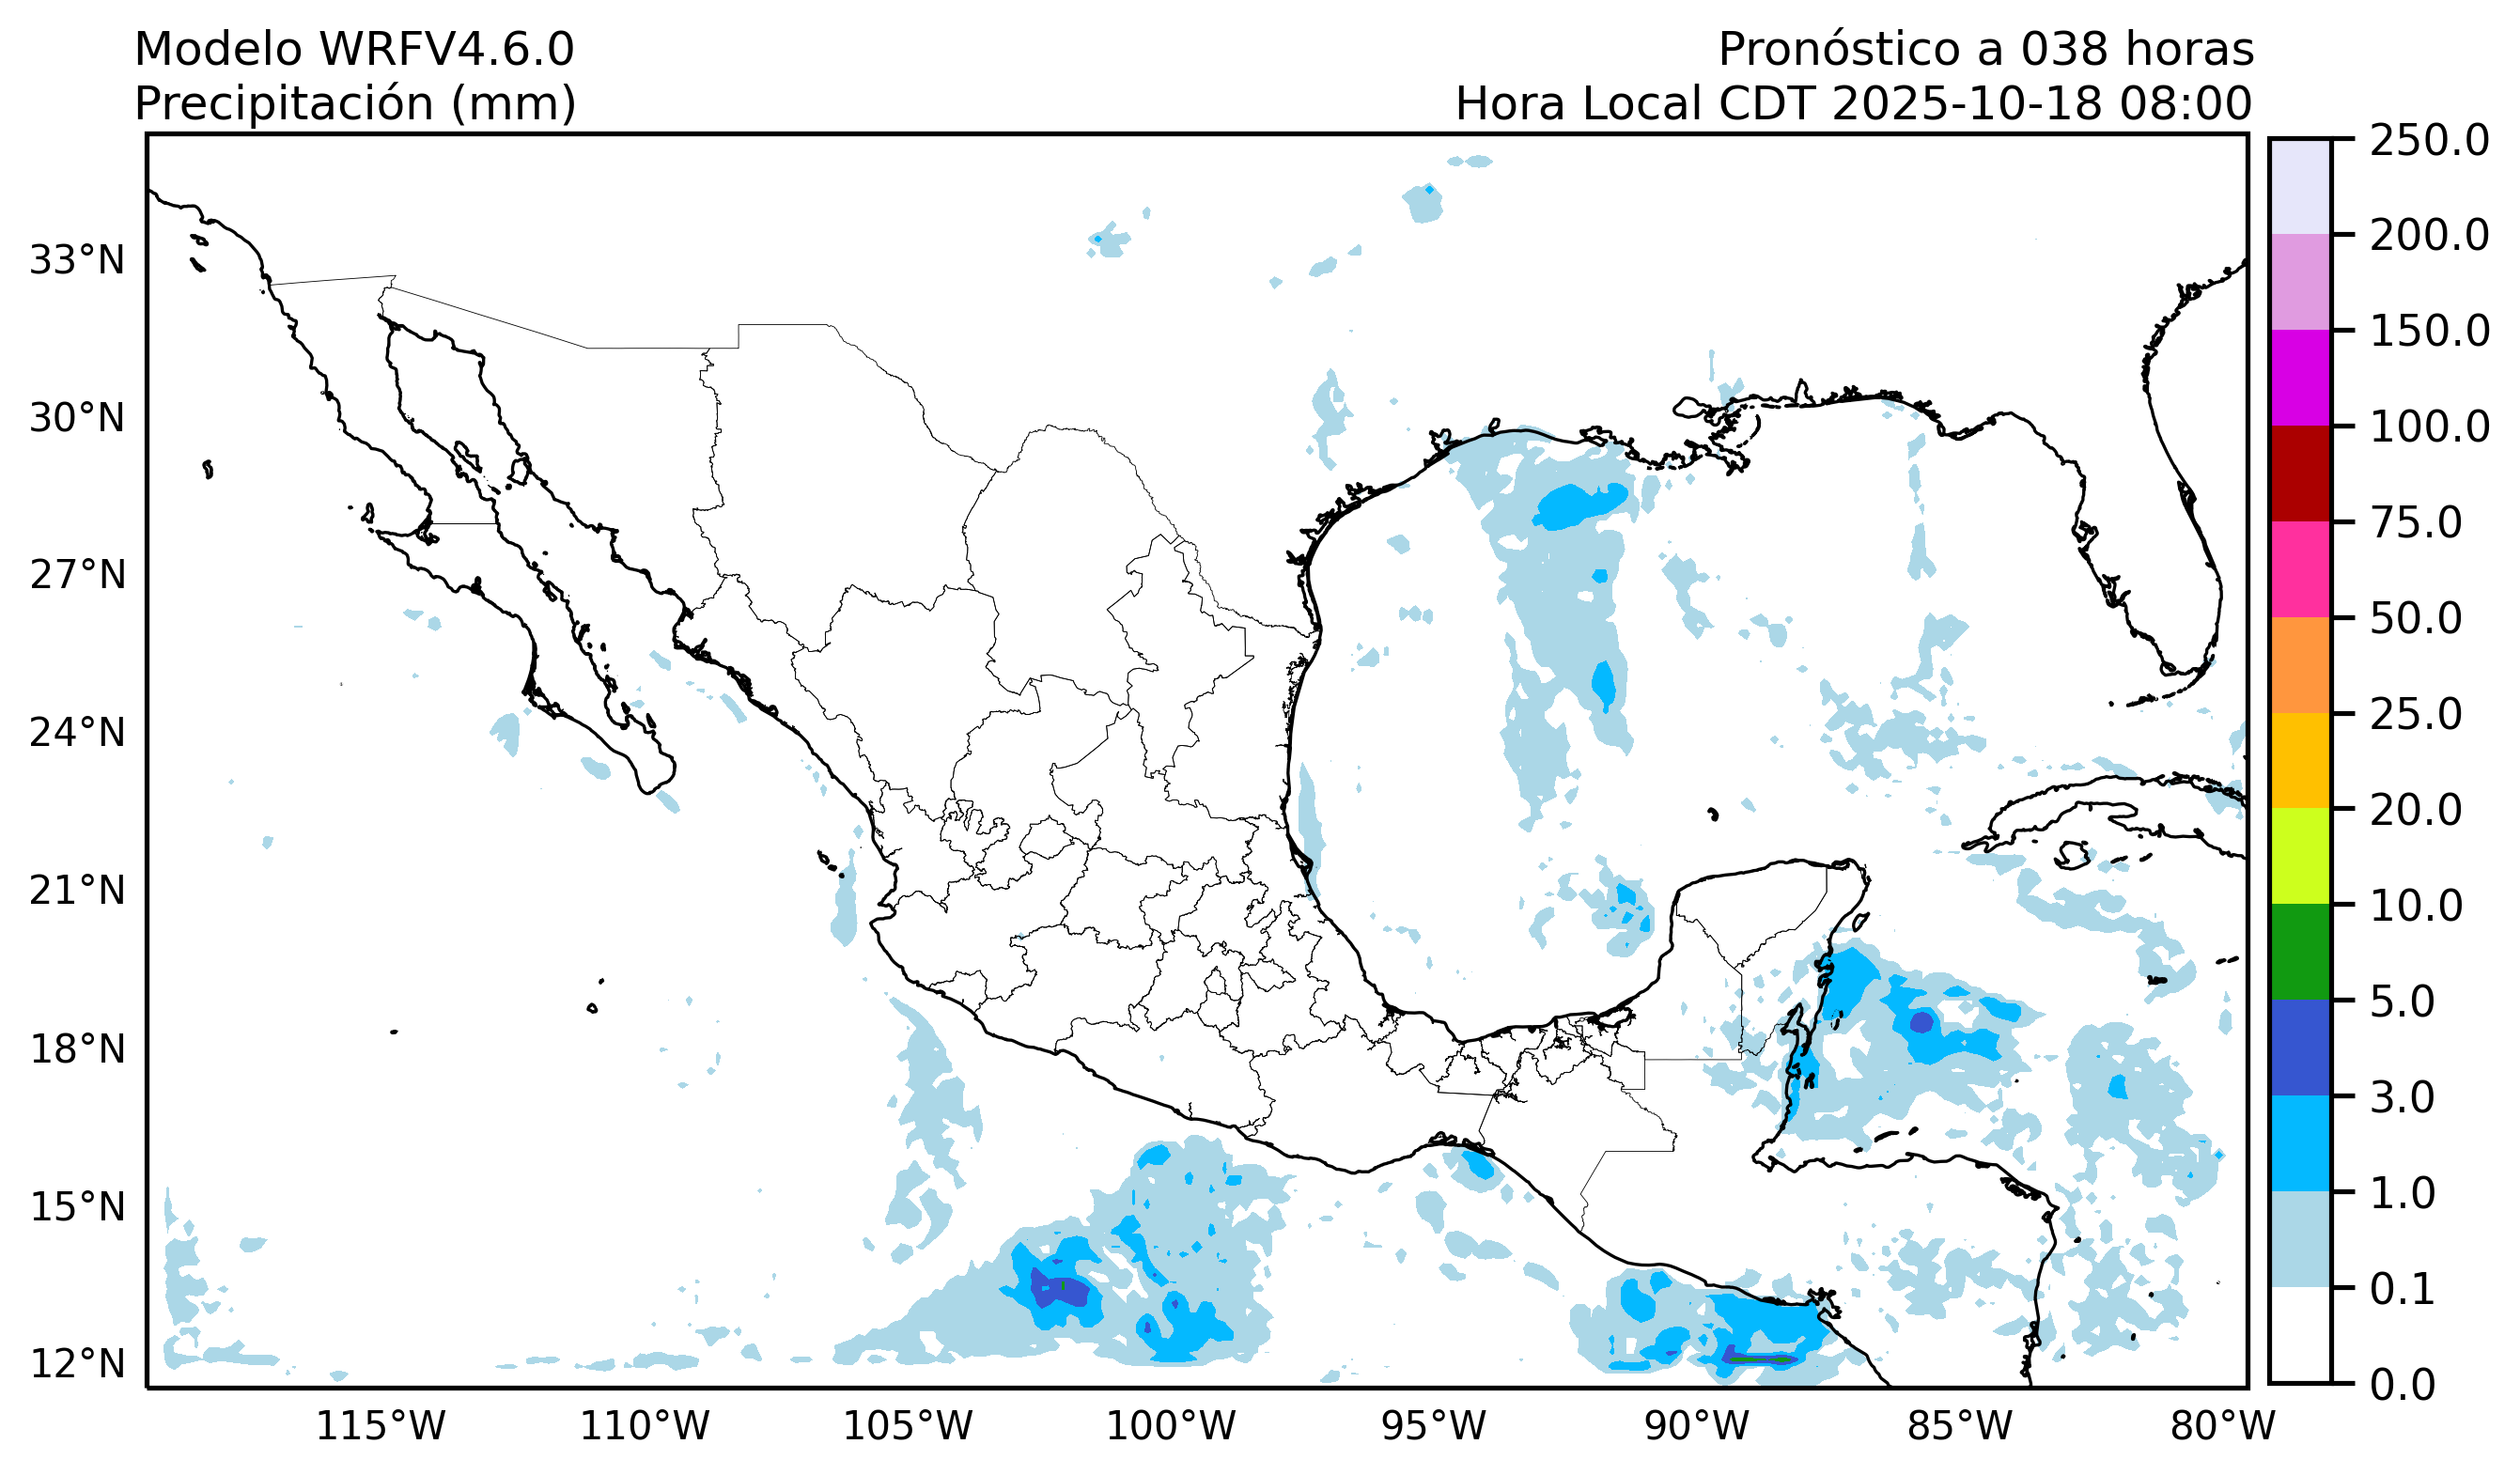 Modelo WRFV4.6.0
Precipitación (mm)
Pronóstico a 038 horas
Hora Local CDT 2025-10-18 08:00
33°N
30°N
27°N
24°N
21°N
18°N
15°N
12°N
115°W
110°W
105°W
100°W
95°W
90°W
85°W
80°W
250.0
200.0
150.0
100.0
75.0
50.0
25.0
20.0
10.0
5.0
3.0
1.0
0.1
0.0